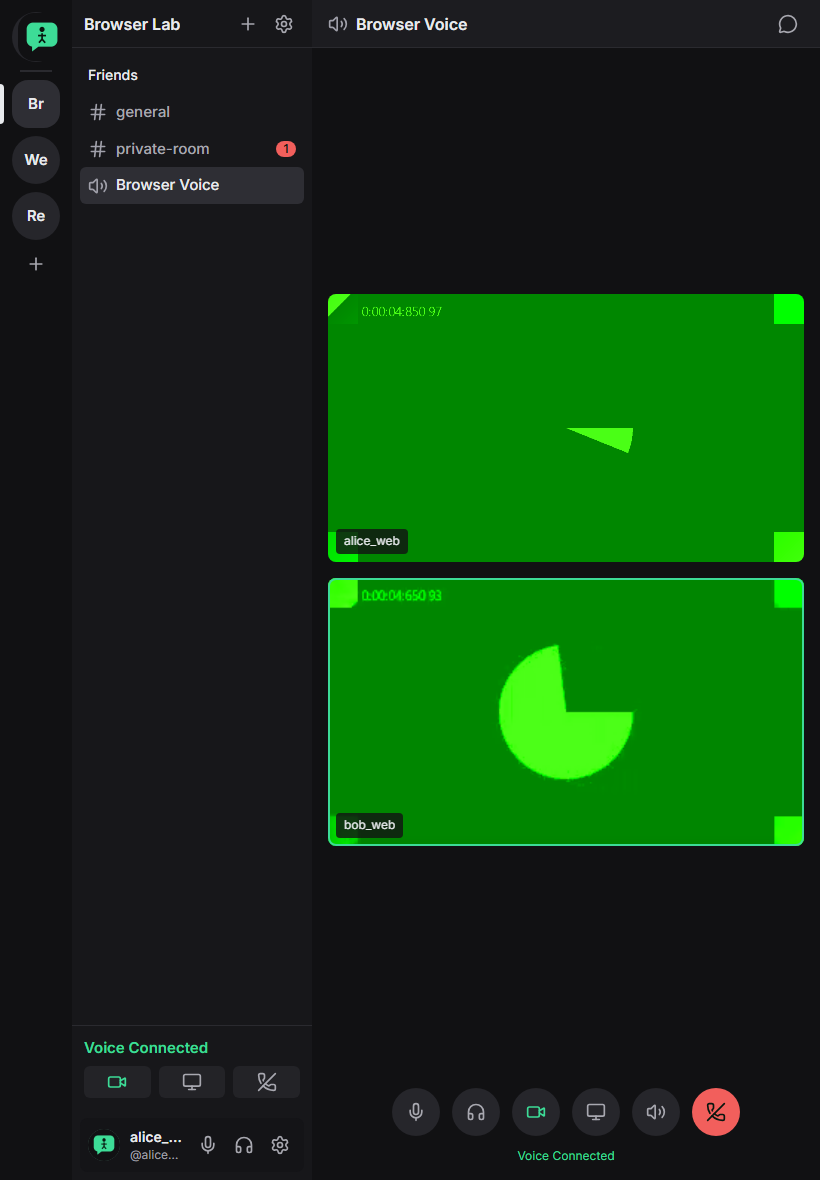 Browser Lab
Browser Voice
Br
We
Re
Friends
general
private-room
1
Browser Voice
0:00:04:850 97
alice_web
0:00:04:650 93
bob_web
Voice Connected
alice_...
@alice...
Voice Connected